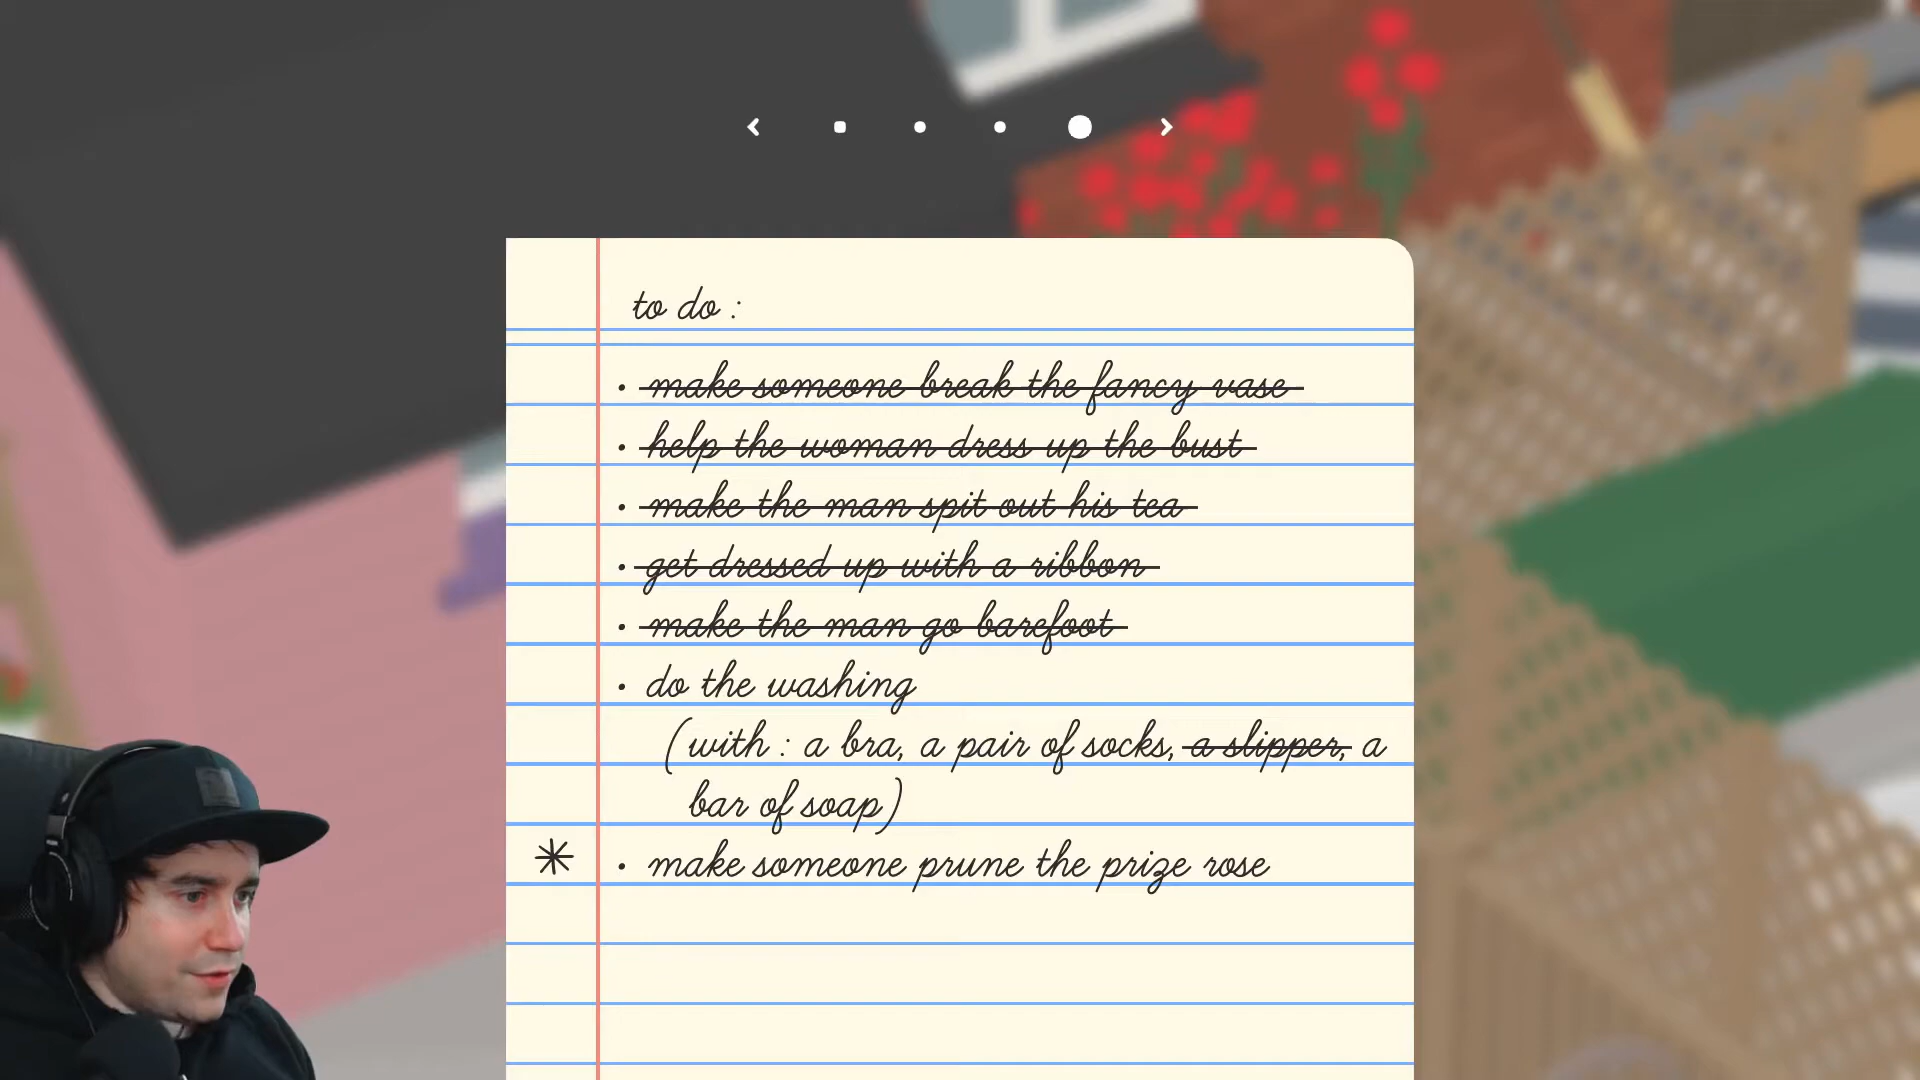 to do :
• make someone break the fancy vase
• help the woman dress up the bust
• make the man spit out his tea
• get dressed up with a ribbon
• make the man go barefoot
• do the washing
(with : a bra, a pair of socks, a slipper, a
bar of soap)
• make someone prune the prize rose